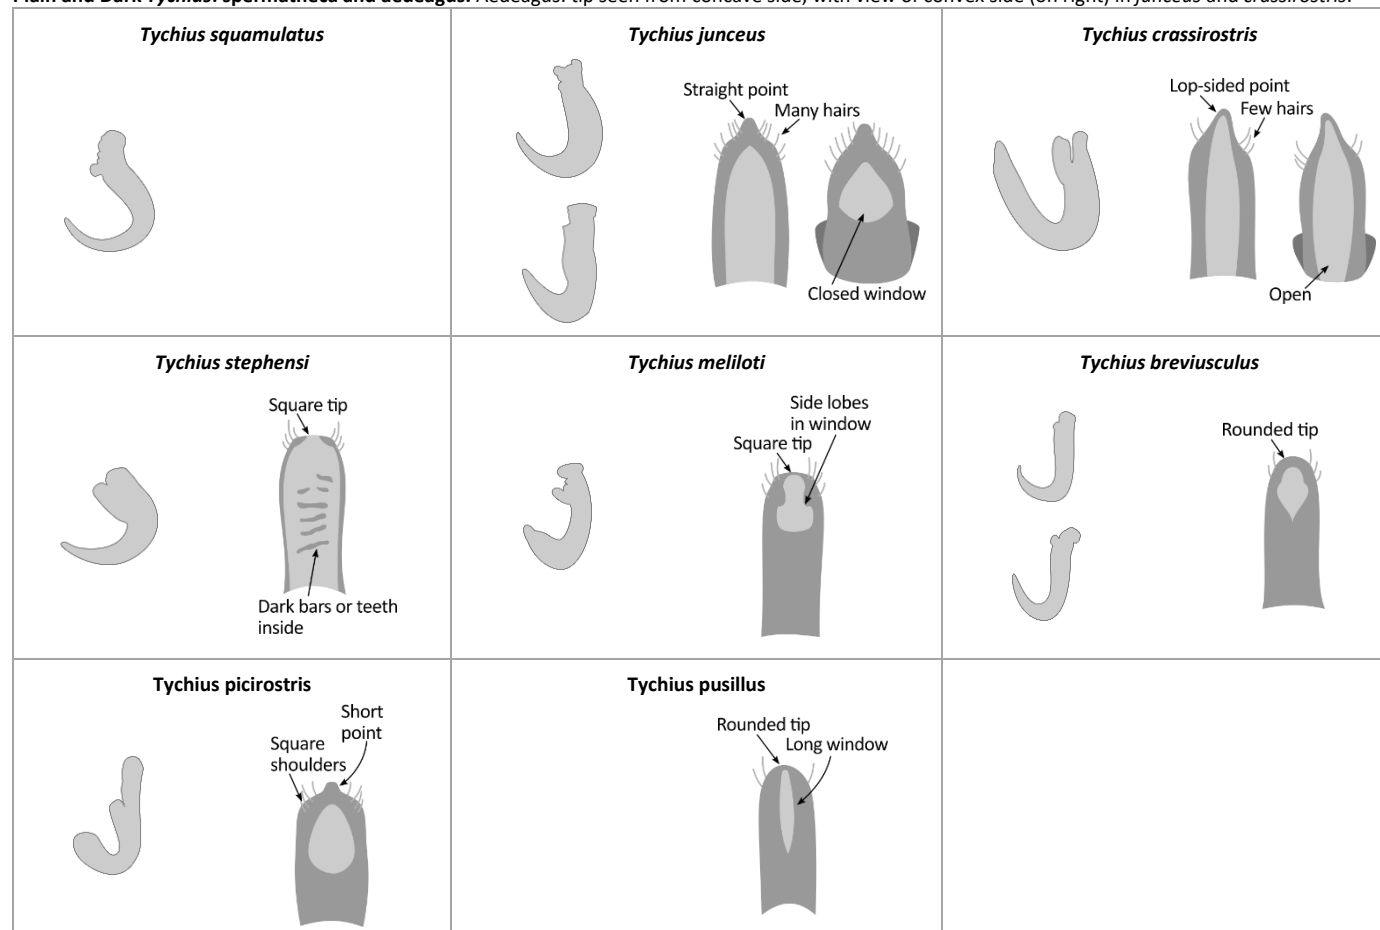 Plain and Dark Tychius: spermatheca and aedeagus. Aedeagus: tip seen from concave side, with view of convex side (on right) in junceus and crassirostris.
Tychius squamulatus
Tychius junceus
Straight point
Many hairs
Closed window
Tychius crassirostris
Lop-sided point
Few hairs
Open
Tychius stephensi
Square tip
Dark bars or teeth
inside
Tychius meliloti
Side lobes
in window
Square tip
Tychius breviusculus
Rounded tip
Tychius picirostris
Short
point
Square
shoulders
Tychius pusillus
Rounded tip
Long window